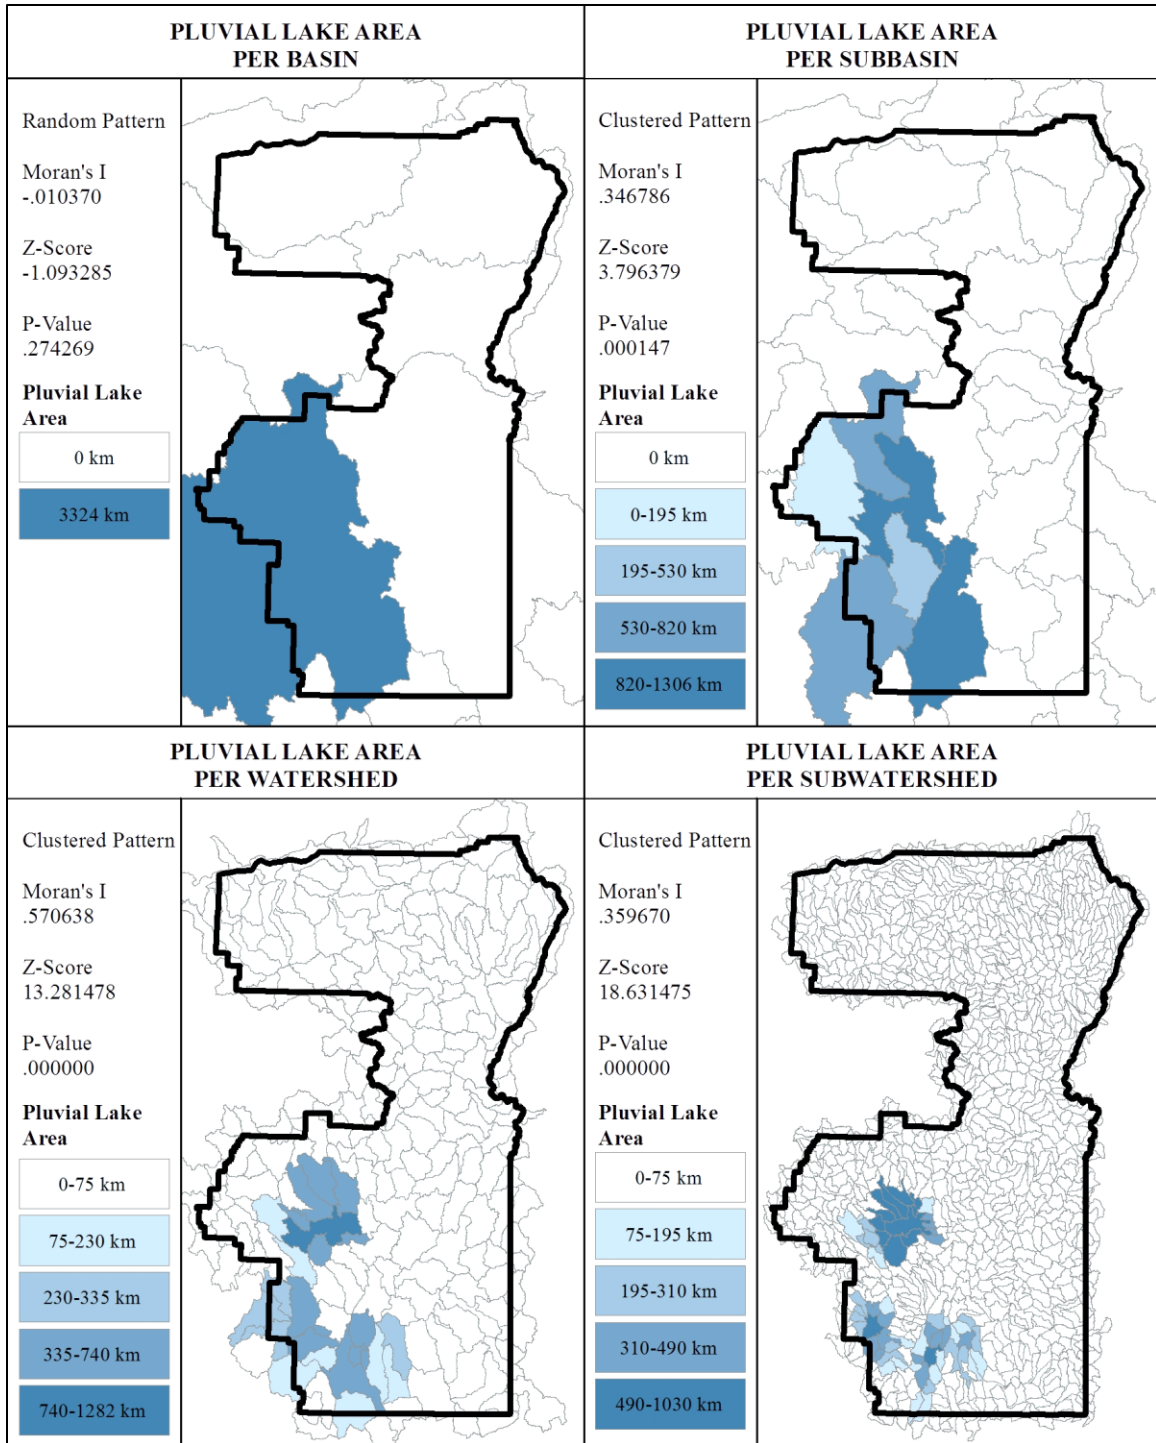 PLUVIAL LAKE AREA
PER BASIN
Random Pattern
Moran's I
-.010370
Z-Score
-1.093285
P-Value
.274269
Pluvial Lake
Area
0 km
3324 km
PLUVIAL LAKE AREA
PER SUBBASIN
Clustered Pattern
Moran's I
.346786
Z-Score
3.796379
P-Value
.000147
Pluvial Lake
Area
0 km
0-195 km
195-530 km
530-820 km
820-1306 km
PLUVIAL LAKE AREA
PER WATERSHED
Clustered Pattern
Moran's I
.570638
Z-Score
13.281478
P-Value
.000000
Pluvial Lake
Area
0-75 km
75-230 km
230-335 km
335-740 km
740-1282 km
PLUVIAL LAKE AREA
PER SUBWATERSHED
Clustered Pattern
Moran's I
.359670
Z-Score
18.631475
P-Value
.000000
Pluvial Lake
Area
0-75 km
75-195 km
195-310 km
310-490 km
490-1030 km